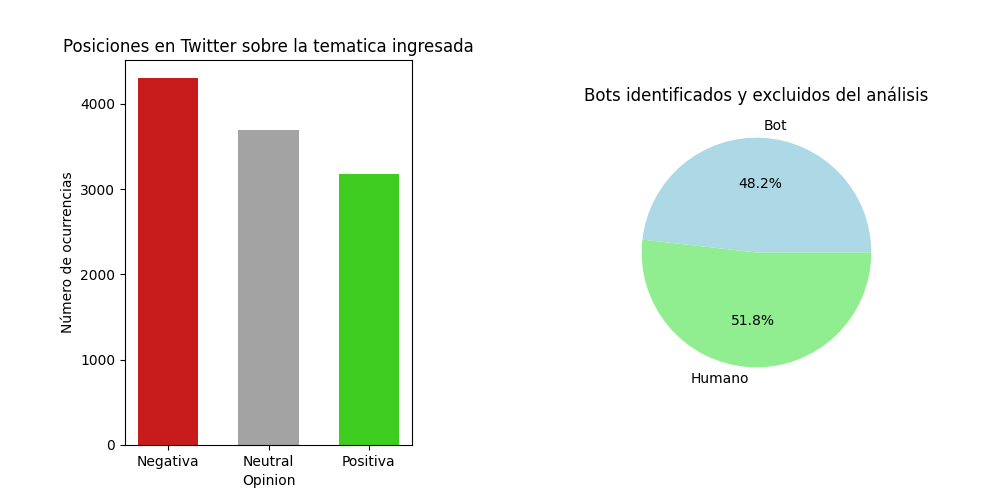 Posiciones en Twitter sobre la tematica ingresada
Número de ocurrencias
4000
3000
2000
1000
0
Negativa
Neutral
Positiva
Opinion
Bots identificados y excluidos del análisis
Bot
48.2%
51.8%
Humano